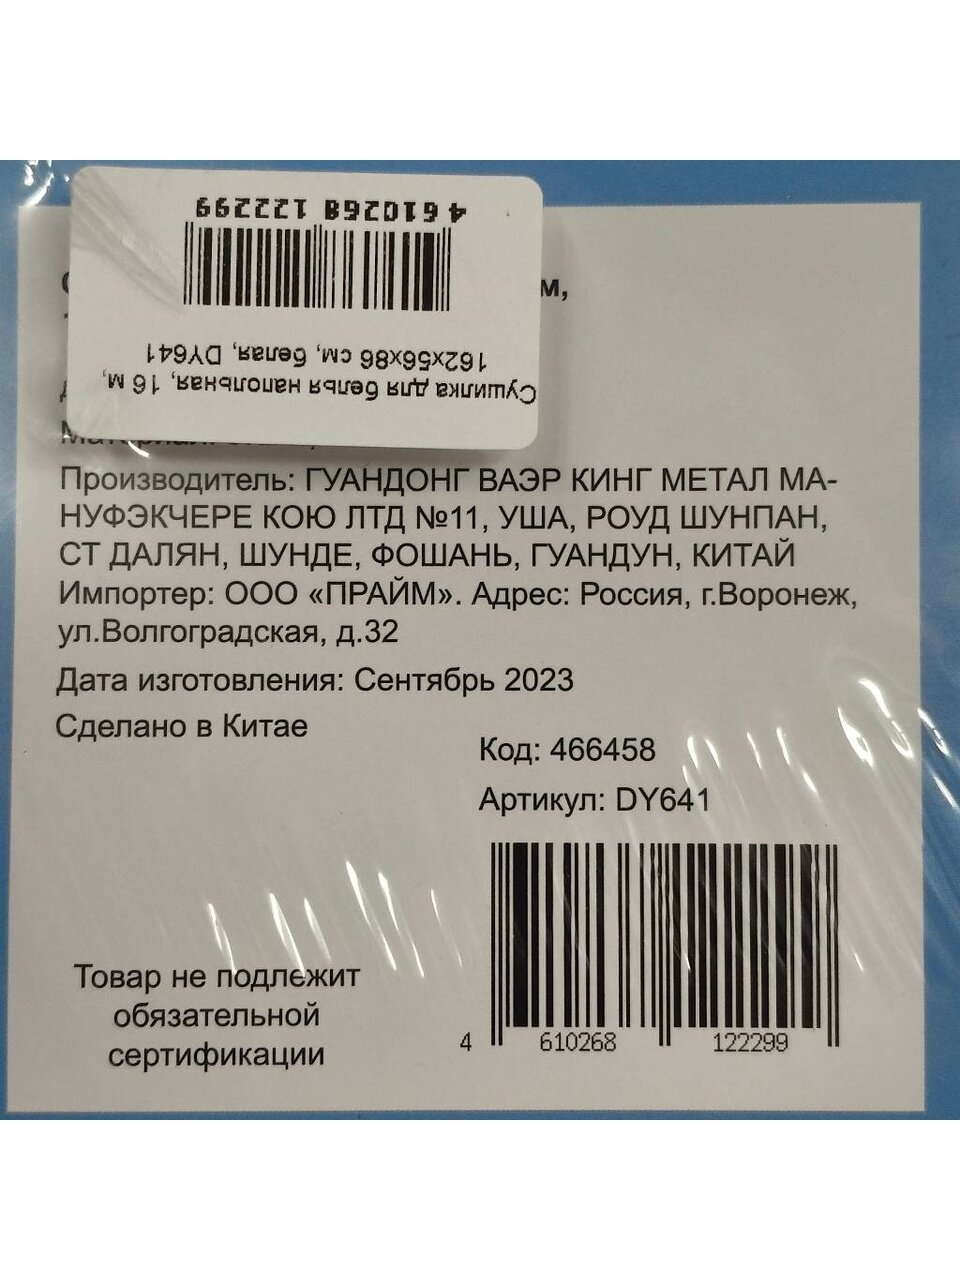 4 610268 122299
Сушилка для белья напольная, 16 м,
162х56х86 см, белая, DY641
м,
Производитель: ГУАНДОНГ ВАЭР КИНГ МЕТАЛ МА-
НУФЭКЧЕРЕ КОЮ ЛТД №11, УША, РОУД ШУНПАН,
СТ ДАЛЯН, ШУНДЕ, ФОШАНЬ, ГУАНДУН, КИТАЙ
Импортер: ООО «ПРАЙМ». Адрес: Россия, г.Воронеж,
ул.Волгоградская, д.32
Дата изготовления: Сентябрь 2023
Сделано в Китае
Код: 466458
Артикул: DY641
Товар не подлежит
обязательной
сертификации
4 610268 122299